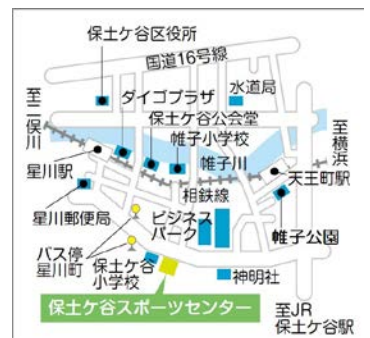 保土ケ谷区役所
国道16号線
至二俣川
ダイゴプラザ
水道局
保土ケ谷公会堂
帷子小学校
至横浜
帷子川
星川駅
天王町駅
相鉄線
星川郵便局
ビジネス
パーク
帷子公園
バス停
星川町
保土ケ谷
小学校
神明社
保土ケ谷スポーツセンター
至JR
保土ケ谷駅